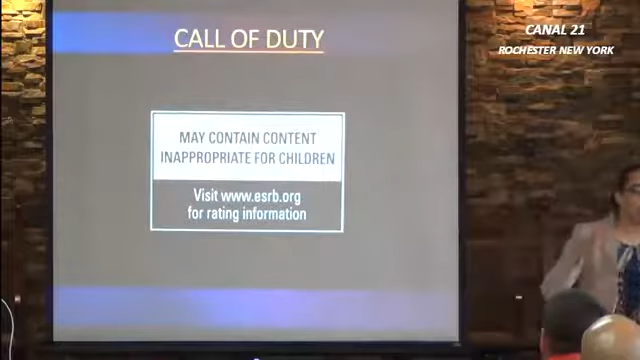 CALL OF DUTY
CANAL 21
ROCHESTER NEW YORK
MAY CONTAIN CONTENT
INAPPROPRIATE FOR CHILDREN
Visit www.esrb.org
for rating information